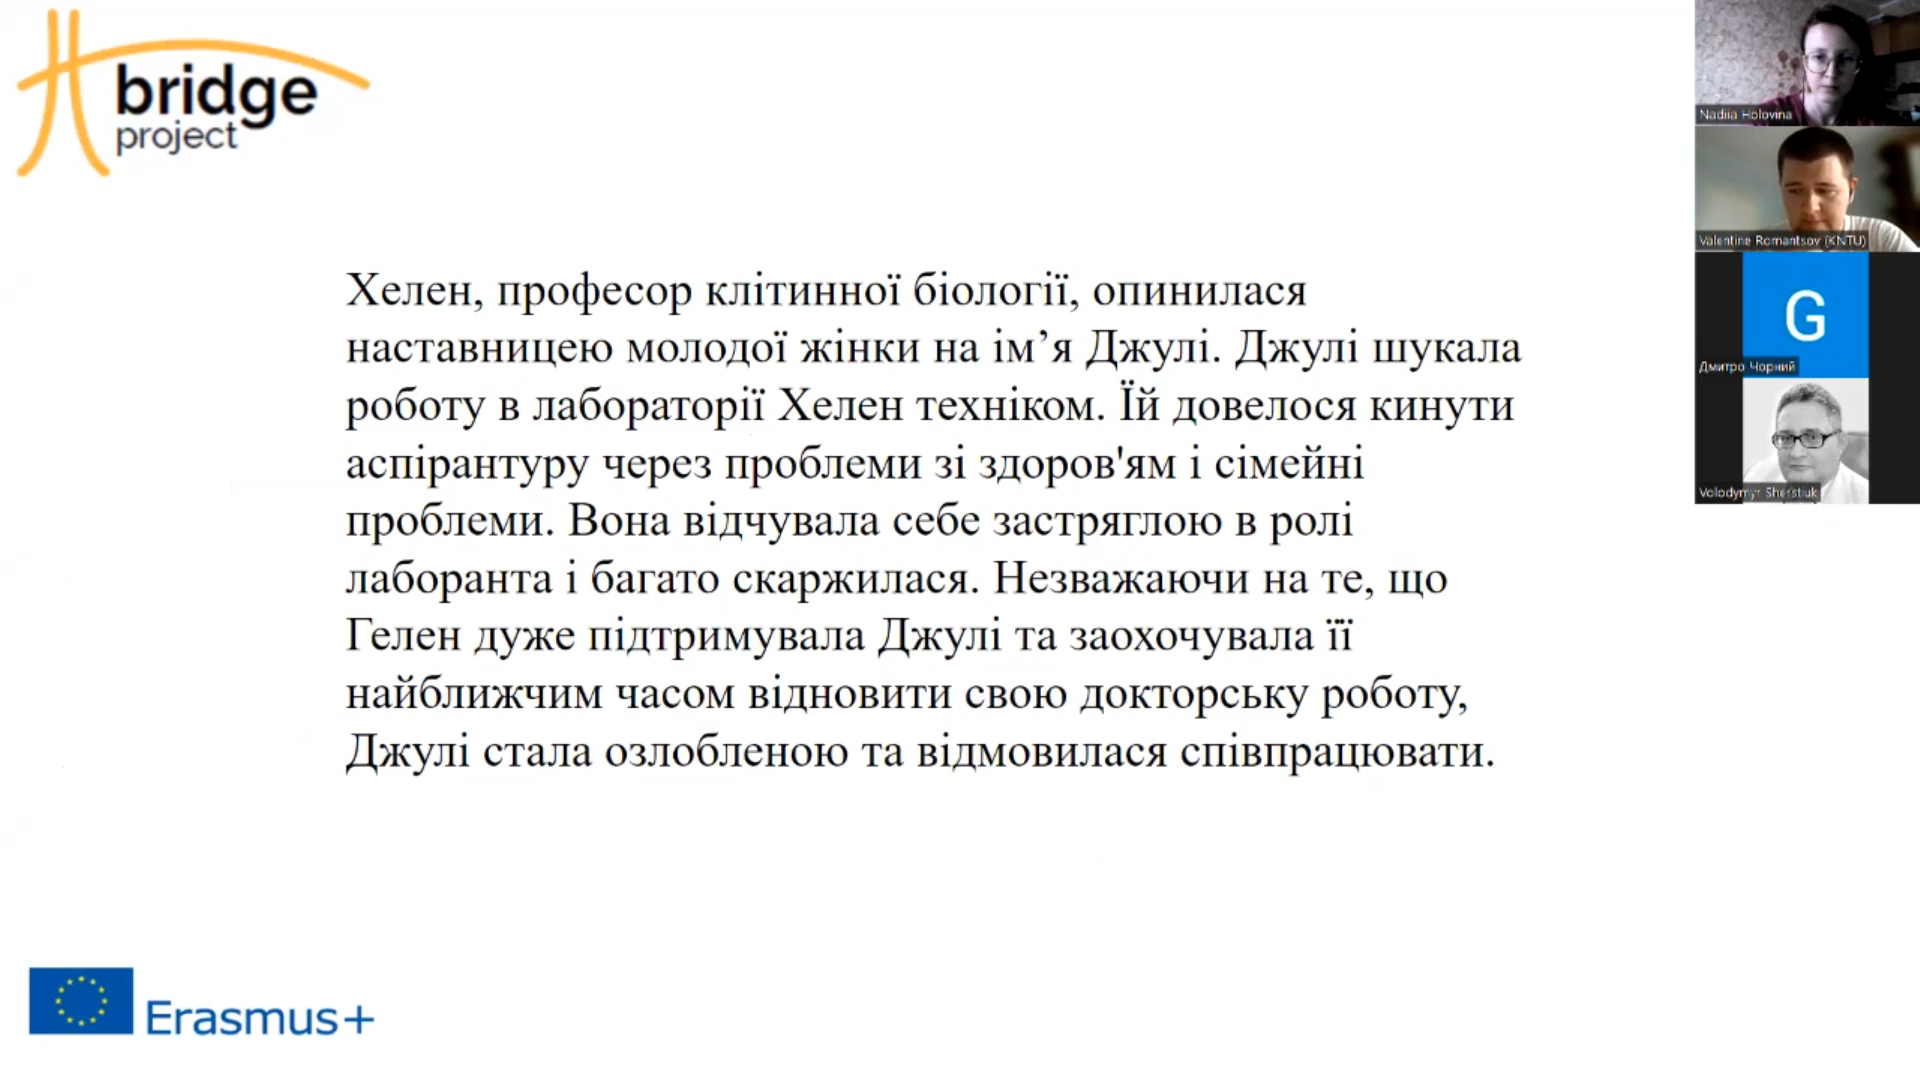 bridge
project
Хелен, професор клітинної біології, опинилася
наставницею молодої жінки на ім’я Джулі. Джулі шукала
роботу в лабораторії Хелен техніком. Їй довелося кинути
аспірантуру через проблеми зі здоров'ям і сімейні
проблеми. Вона відчувала себе застряглою в ролі
лаборанта і багато скаржилася. Незважаючи на те, що
Гелен дуже підтримувала Джулі та заохочувала її
найближчим часом відновити свою докторську роботу,
Джулі стала озлобленою та відмовилася співпрацювати.
Erasmus+
Nadiia Holovina
Valentine Romantsov (KNTU)
G
Дмитро Чорний
Volodymyr Sherstiuk